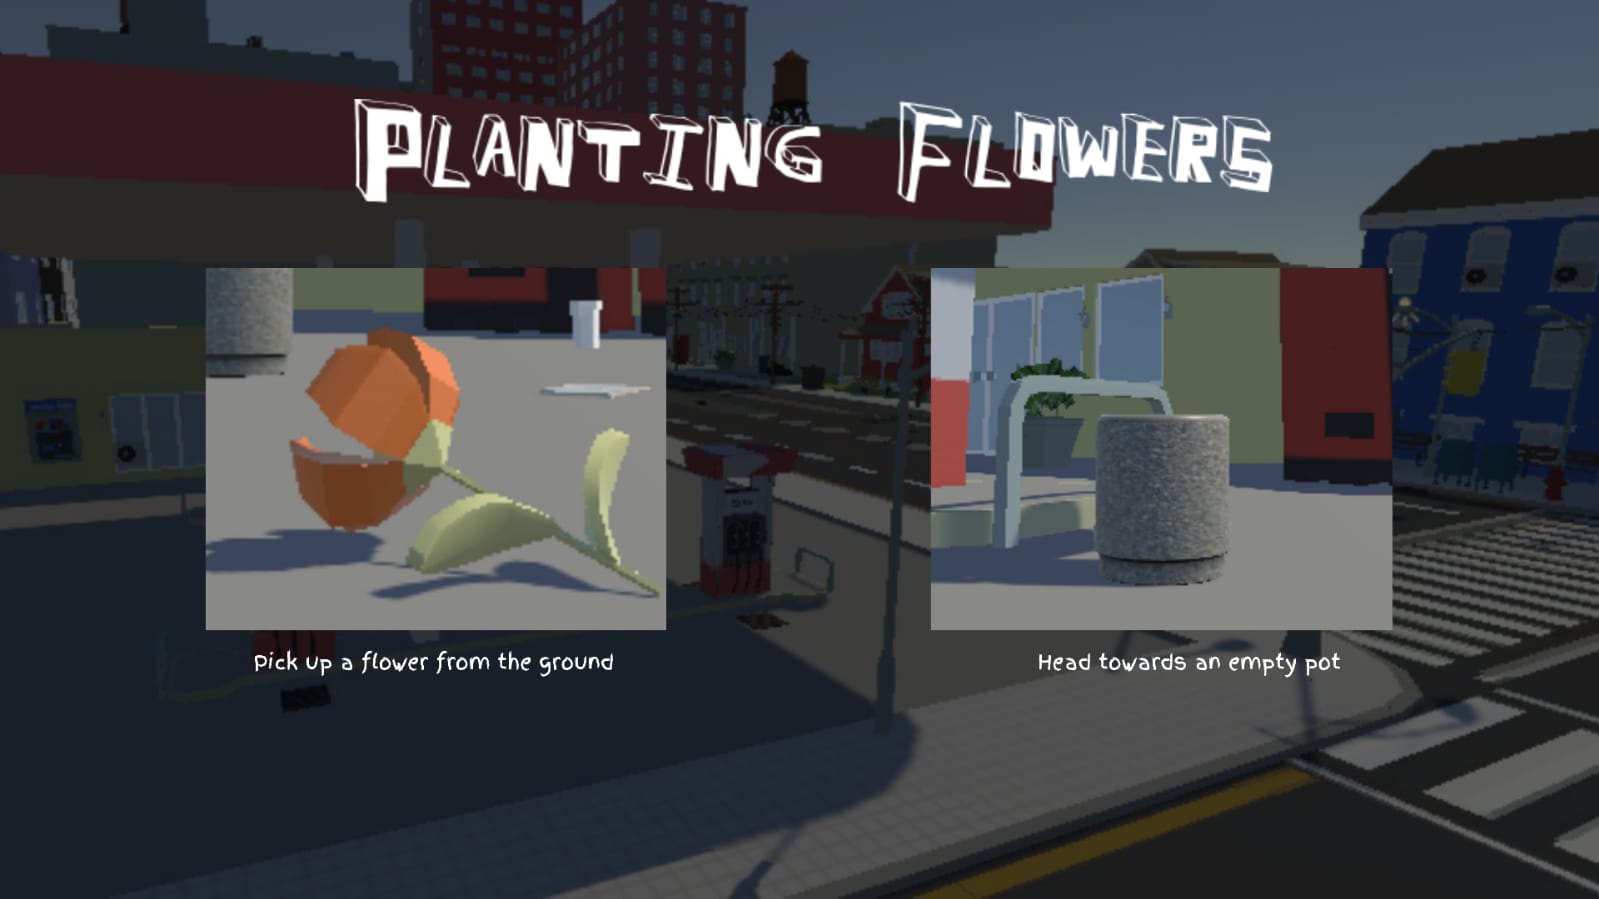 PLANTING FLOWERS
Pick up a flower from the ground
Head towards an empty pot